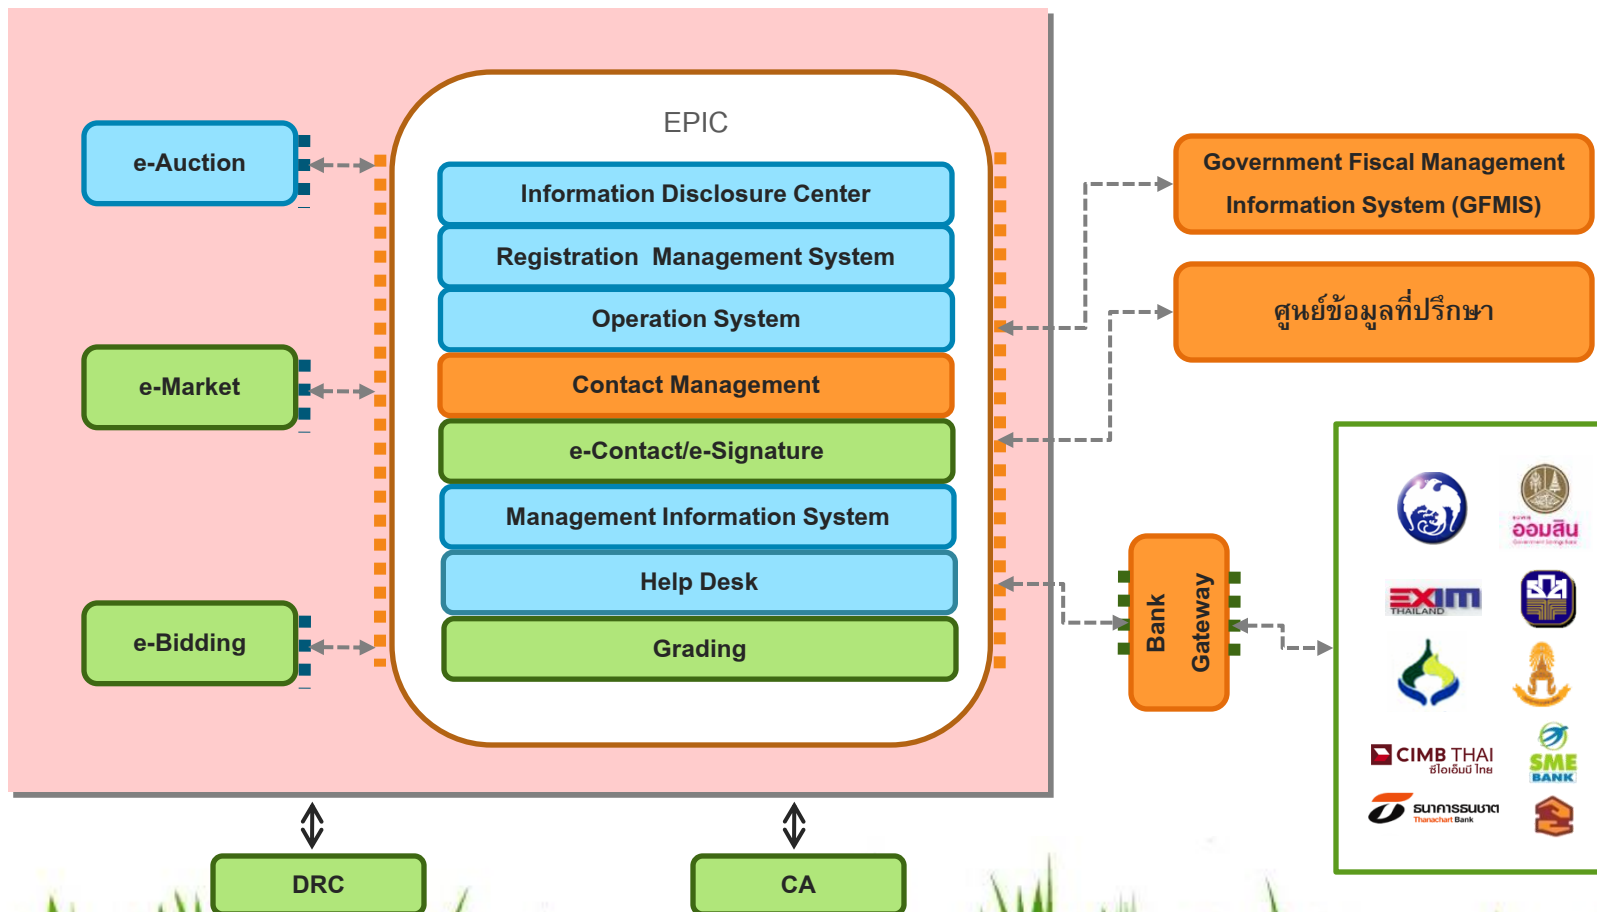 EPIC
e-Auction
e-Market
e-Bidding
Information Disclosure Center
Registration Management System
Operation System
Contact Management
e-Contact/e-Signature
Management Information System
Help Desk
Grading
Government Fiscal Management
Information System (GFMIS)
ศูนย์ข้อมูลที่ปรึกษา
Bank
Gateway
ออมสิน
EXIM
THAILAND
ธกส
CIMB THAI
ซีไอเอ็มบี ไทย
SME
BANK
ธนาคารธนชาต
Thanachart Bank
DRC
CA